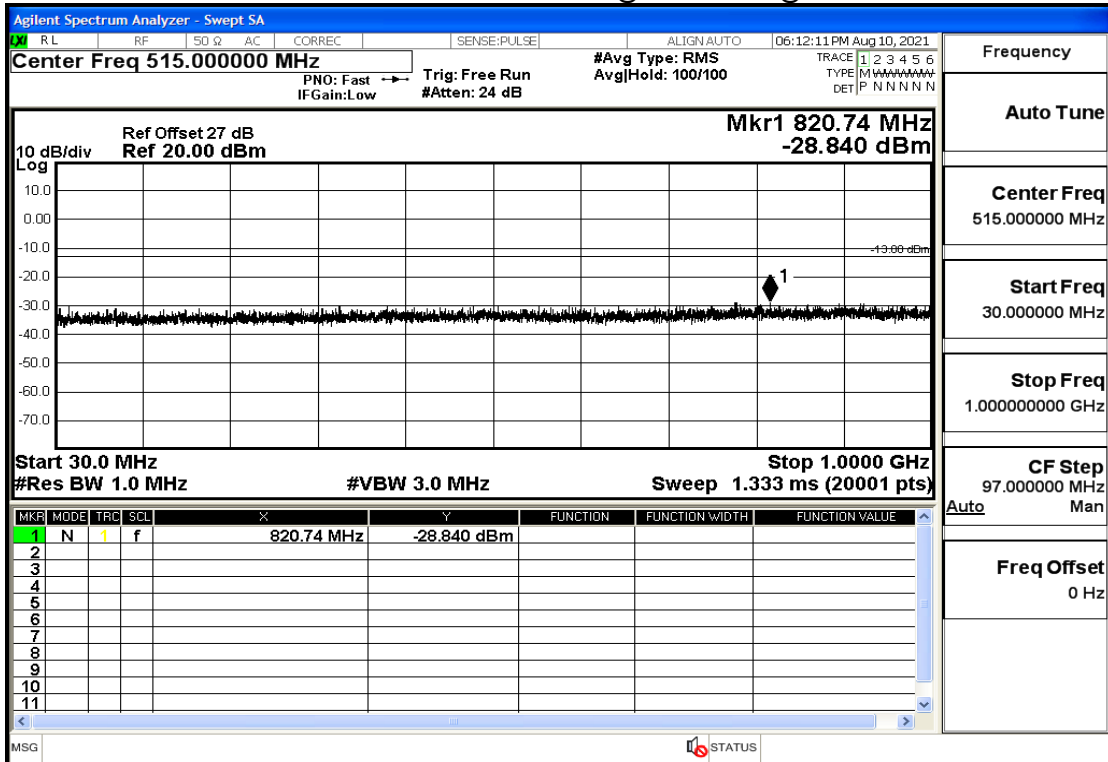 Agilent Spectrum Analyzer - Swept SA
LXI RL RF 50 Ω AC CORREC SENSE:PULSE ALIGN AUTO 06:12:11 PM Aug 10, 2021
Center Freq 515.000000 MHz
PNO: Fast
IFGain:Low
Trig: Free Run
#Atten: 24 dB
#Avg Type: RMS
Avg|Hold: 100/100
TRACE 1 2 3 4 5 6
TYPE M WWWWW
DET P N N N N N
Ref Offset 27 dB
10 dB/div Ref 20.00 dBm
Log
Mkr1 820.74 MHz
-28.840 dBm
10.0
0.00
-10.0
-13.00 dBm
-20.0
1
-30.0
-40.0
-50.0
-60.0
-70.0
Start 30.0 MHz Stop 1.0000 GHz
#Res BW 1.0 MHz #VBW 3.0 MHz Sweep 1.333 ms (20001 pts)
MKR MODE TRC SCL X Y FUNCTION FUNCTION WIDTH FUNCTION VALUE
1 N 1 f 820.74 MHz -28.840 dBm
2
3
4
5
6
7
8
9
10
11
MSG STATUS
Frequency
Auto Tune
Center Freq
515.000000 MHz
Start Freq
30.000000 MHz
Stop Freq
1.000000000 GHz
CF Step
97.000000 MHz
Auto Man
Freq Offset
0 Hz